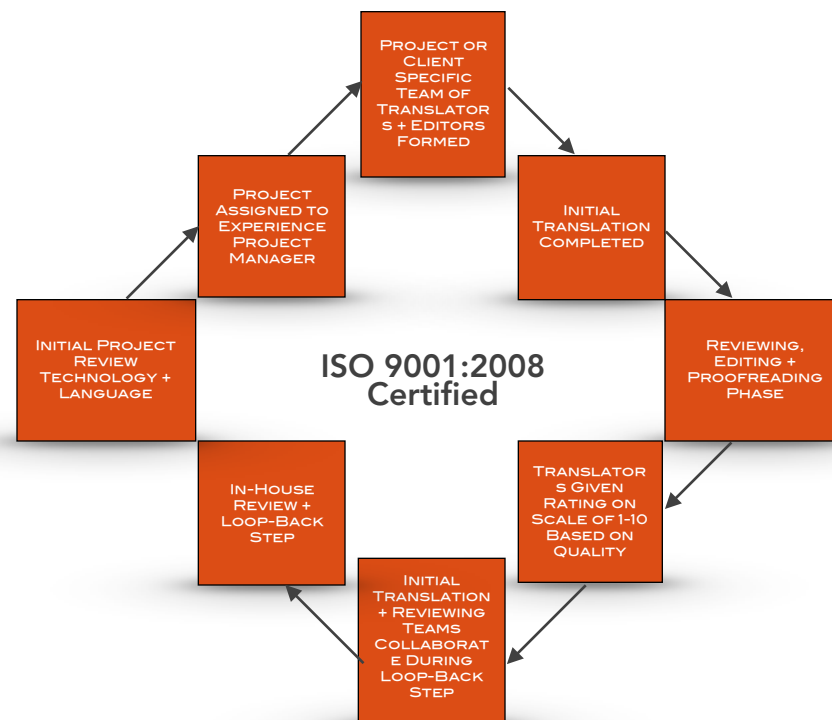 PROJECT OR
CLIENT
SPECIFIC
TEAM OF
TRANSLATOR
S + EDITORS
FORMED
PROJECT
ASSIGNED TO
EXPERIENCE
PROJECT
MANAGER
INITIAL
TRANSLATION
COMPLETED
INITIAL PROJECT
REVIEW
TECHNOLOGY +
LANGUAGE
ISO 9001:2008
Certified
REVIEWING,
EDITING +
PROOFREADING
PHASE
IN-HOUSE
REVIEW +
LOOP-BACK
STEP
TRANSLATOR
S GIVEN
RATING ON
SCALE OF 1-10
BASED ON
QUALITY
INITIAL
TRANSLATION
+ REVIEWING
TEAMS
COLLABORAT
E DURING
LOOP-BACK
STEP